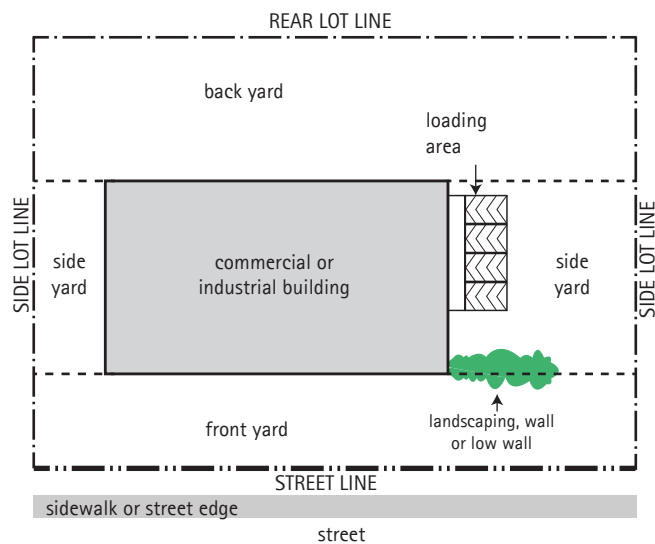 REAR LOT LINE
back yard
loading
area
SIDE LOT LINE
side
yard
commercial or
industrial building
side
yard
SIDE LOT LINE
front yard
landscaping, wall
or low wall
STREET LINE
sidewalk or street edge
street